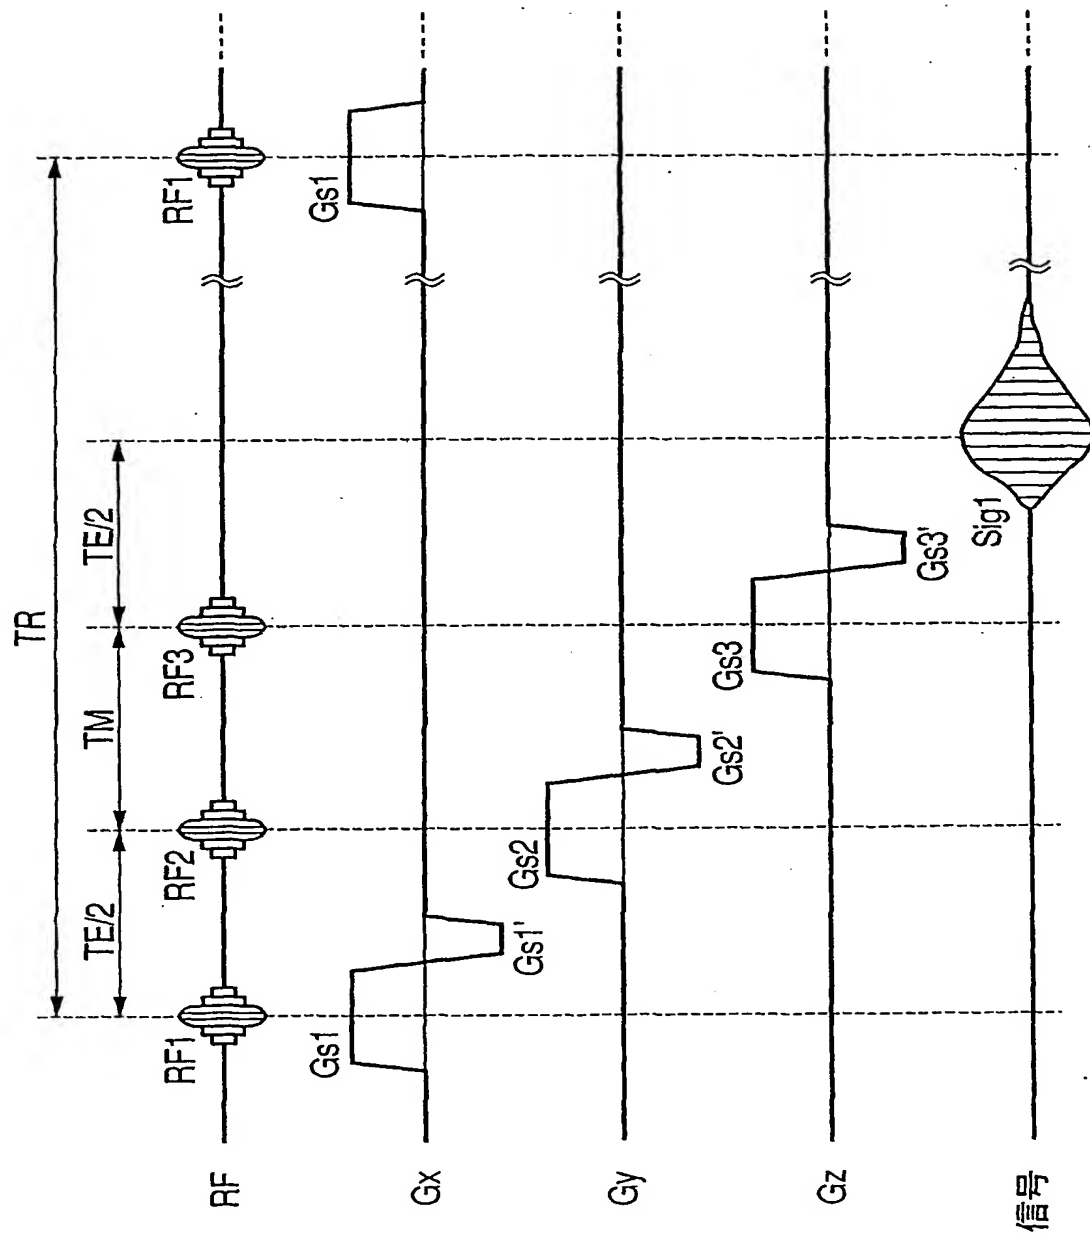 TR
TE/2 TM TE/2
RF RF1 RF2 RF3 RF1
Gx Gs1 Gs1' Gs1
Gy Gs2 Gs2'
Gz Gs3 Gs3'
信号 Sig1